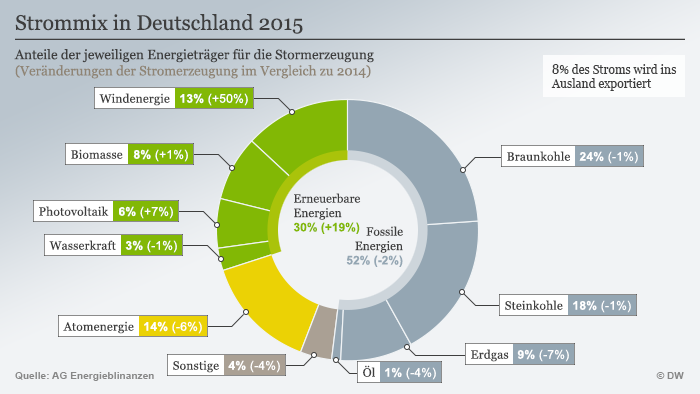 Strommix in Deutschland 2015
Anteile der jeweiligen Energieträger für die Stormerzeugung
(Veränderungen der Stromerzeugung im Vergleich zu 2014)
8% des Stroms wird ins
Ausland exportiert
Windenergie 13% (+50%)
Biomasse 8% (+1%)
Photovoltaik 6% (+7%)
Wasserkraft 3% (-1%)
Atomenergie 14% (-6%)
Sonstige 4% (-4%)
Öl 1% (-4%)
Erdgas 9% (-7%)
Steinkohle 18% (-1%)
Braunkohle 24% (-1%)
Erneuerbare
Energien
30% (+19%)
Fossile
Energien
52% (-2%)
Quelle: AG Energieblinanzen
© DW